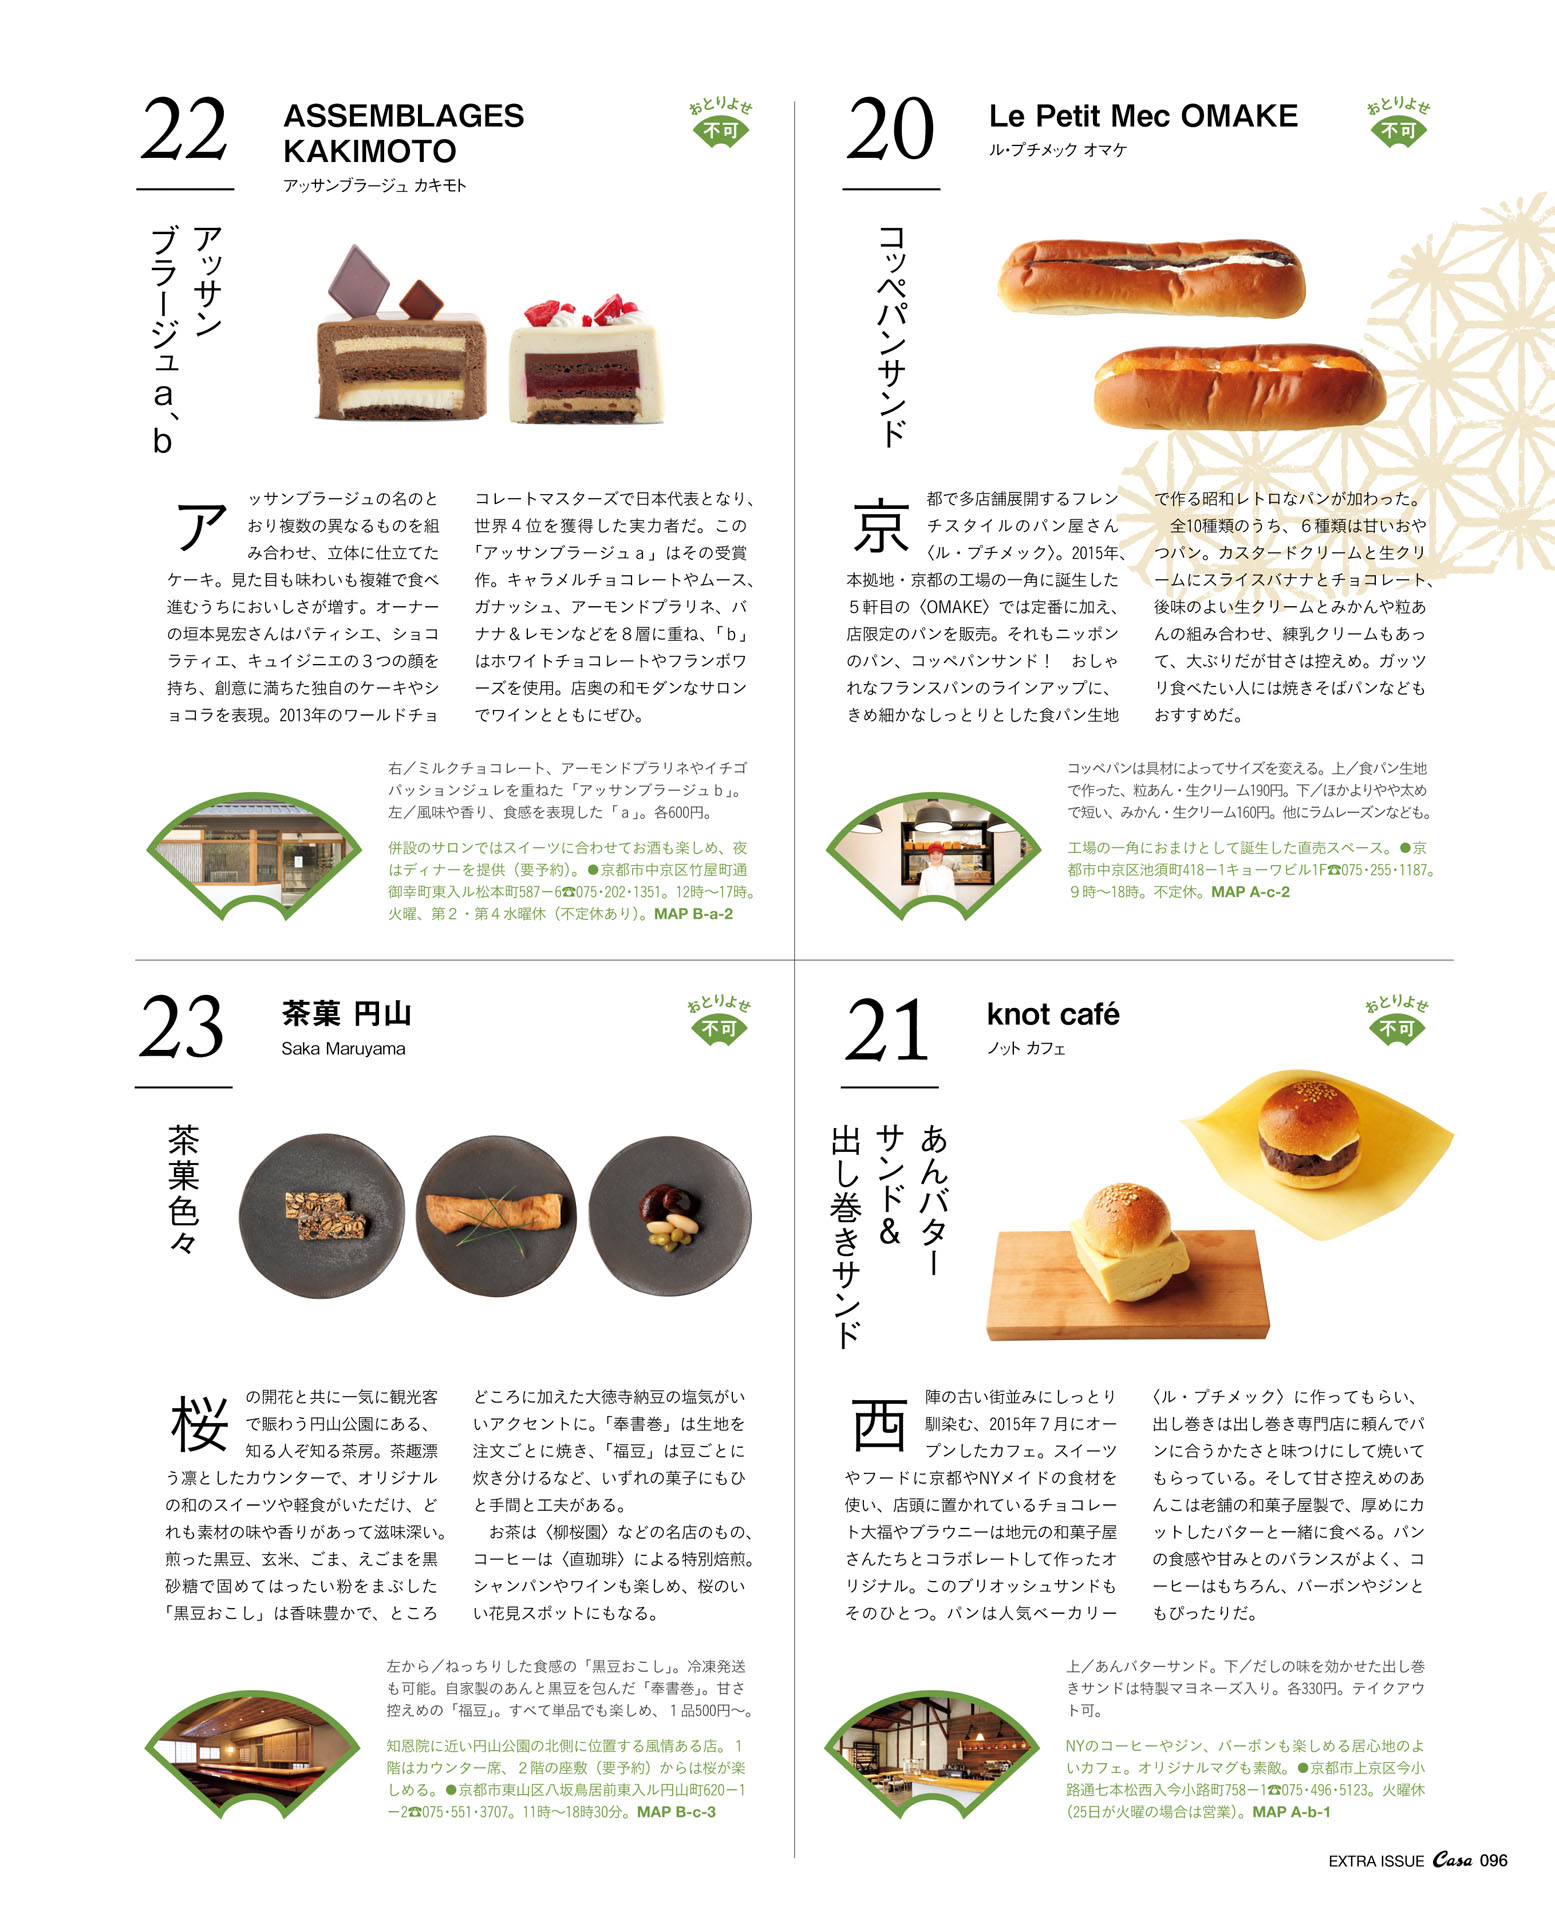 20
Le Petit Mec OMAKE
ル・プチメック オマケ
おとりよせ
不可
コッペパンサンド
京
都で多店舗展開するフレン
チスタイルのパン屋さん
〈ル・プチメック〉。2015年、
本拠地・京都の工場の一角に誕生した
5軒目の〈OMAKE〉では定番に加え、
店限定のパンを販売。それもニッポン
のパン、コッペパンサンド！　おしゃ
れなフランスパンのラインアップに、
きめ細かなしっとりとした食パン生地
で作る昭和レトロなパンが加わった。
　全10種類のうち、６種類は甘いおや
つパン。カスタードクリームと生クリ
ームにスライスバナナとチョコレート、
後味のよい生クリームとみかんや粒あ
んの組み合わせ、練乳クリームもあっ
て、大ぶりだが甘さは控えめ。ガッツ
リ食べたい人には焼きそばパンなども
おすすめだ。
コッペパンは具材によってサイズを変える。上／食パン生地
で作った、粒あん・生クリーム190円。下／ほかよりやや太め
で短い、みかん・生クリーム160円。他にラムレーズンなども。
工場の一角におまけとして誕生した直売スペース。●京
都市中京区池須町418−1キョーワビル1F☎075・255・1187。
９時〜18時。不定休。MAP A-c-2
21
knot café
ノット カフェ
おとりよせ
不可
あんバター
サンド&
出し巻きサンド
西
陣の古い街並みにしっとり
馴染む、2015年７月にオー
プンしたカフェ。スイーツ
やフードに京都やNYメイドの食材を
使い、店頭に置かれているチョコレー
ト大福やブラウニーは地元の和菓子屋
さんたちとコラボレートして作ったオ
リジナル。このブリオッシュサンドも
そのひとつ。パンは人気ベーカリー
〈ル・プチメック〉に作ってもらい、
出し巻きは出し巻き専門店に頼んでパ
ンに合うかたさと味つけにして焼いて
もらっている。そして甘さ控えめのあ
んこは老舗の和菓子屋製で、厚めにカ
ットしたバターと一緒に食べる。パン
の食感や甘みとのバランスがよく、コ
ーヒーはもちろん、バーボンやジンと
もぴったりだ。
上／あんバターサンド。下／だしの味を効かせた出し巻
きサンドは特製マヨネーズ入り。各330円。テイクアウ
ト可。
NYのコーヒーやジン、バーボンも楽しめる居心地のよ
いカフェ。オリジナルマグも素敵。●京都市上京区今小
路通七本松西入今小路町758−1☎075・496・5123。火曜休
（25日が火曜の場合は営業）。MAP A-b-1
22
ASSEMBLAGES
KAKIMOTO
アッサンブラージュ カキモト
おとりよせ
不可
アッサン
ブラージュa、b
ア
ッサンブラージュの名のと
おり複数の異なるものを組
み合わせ、立体に仕立てた
ケーキ。見た目も味わいも複雑で食べ
進むうちにおいしさが増す。オーナー
の垣本晃宏さんはパティシエ、ショコ
ラティエ、キュイジニエの３つの顔を
持ち、創意に満ちた独自のケーキやシ
ョコラを表現。2013年のワールドチョ
コレートマスターズで日本代表となり、
世界４位を獲得した実力者だ。この
「アッサンブラージュａ」はその受賞
作。キャラメルチョコレートやムース、
ガナッシュ、アーモンドプラリネ、バ
ナナ＆レモンなどを８層に重ね、「ｂ」
はホワイトチョコレートやフランボワ
ーズを使用。店奥の和モダンなサロン
でワインとともにぜひ。
右／ミルクチョコレート、アーモンドプラリネやイチゴ
パッションジュレを重ねた「アッサンブラージュｂ」。
左／風味や香り、食感を表現した「ａ」。各600円。
併設のサロンではスイーツに合わせてお酒も楽しめ、夜
はディナーを提供（要予約）。●京都市中京区竹屋町通
御幸町東入ル松本町587−6☎075・202・1351。12時〜17時。
火曜、第２・第４水曜休（不定休あり）。MAP B-a-2
23
茶菓 円山
Saka Maruyama
おとりよせ
不可
茶菓色々
桜
の開花と共に一気に観光客
で賑わう円山公園にある、
知る人ぞ知る茶房。茶趣漂
う凛としたカウンターで、オリジナル
の和のスイーツや軽食がいただけ、ど
れも素材の味や香りがあって滋味深い。
煎った黒豆、玄米、ごま、えごまを黒
砂糖で固めてはったい粉をまぶした
「黒豆おこし」は香味豊かで、ところ
どころに加えた大徳寺納豆の塩気がい
いアクセントに。「奉書巻」は生地を
注文ごとに焼き、「福豆」は豆ごとに
炊き分けるなど、いずれの菓子にもひ
と手間と工夫がある。
　お茶は〈柳桜園〉などの名店のもの、
コーヒーは〈直珈琲〉による特別焙煎。
シャンパンやワインも楽しめ、桜のい
い花見スポットにもなる。
左から／ねっちりした食感の「黒豆おこし」。冷凍発送
も可能。自家製のあんと黒豆を包んだ「奉書巻」。甘さ
控えめの「福豆」。すべて単品でも楽しめ、１品500円〜。
知恩院に近い円山公園の北側に位置する風情ある店。１
階はカウンター席、２階の座敷（要予約）からは桜が楽
しめる。●京都市東山区八坂鳥居前東入ル円山町620−1
−2☎075・551・3707。11時〜18時30分。MAP B-c-3
EXTRA ISSUE Casa 096